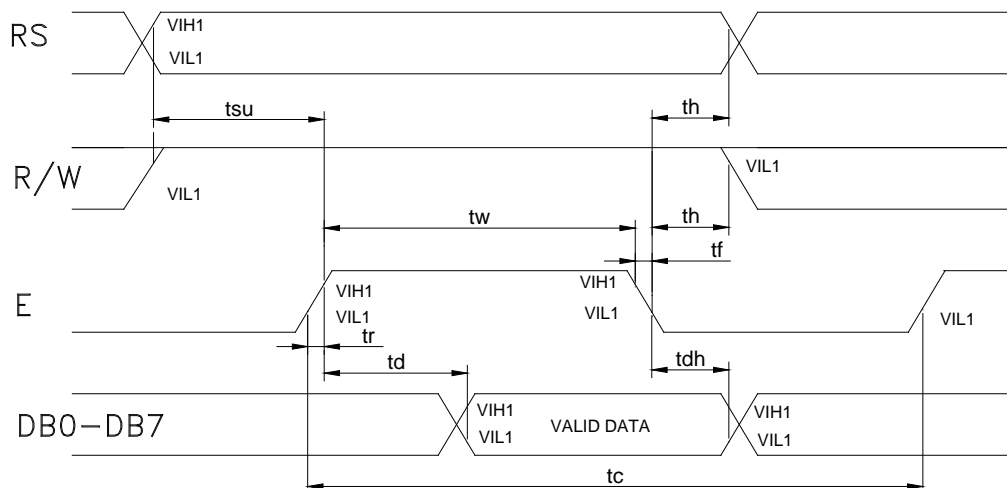 RS
VIH1
VIL1
tsu
th
R/W
VIL1
VIL1
tw
th
tf
E
VIH1
VIL1
VIH1
VIL1
VIL1
tr
td
tdh
DB0-DB7
VIH1
VIL1
VALID DATA
VIH1
VIL1
tc